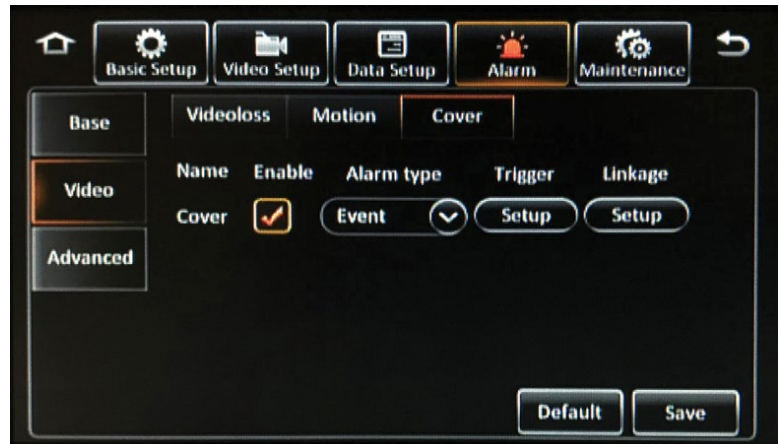 Basic Setup Video Setup Data Setup Alarm Maintenance
Base
Video
Advanced
Videoloss Motion Cover
Name Enable Alarm type Trigger Linkage
Cover Event Setup Setup
Default Save